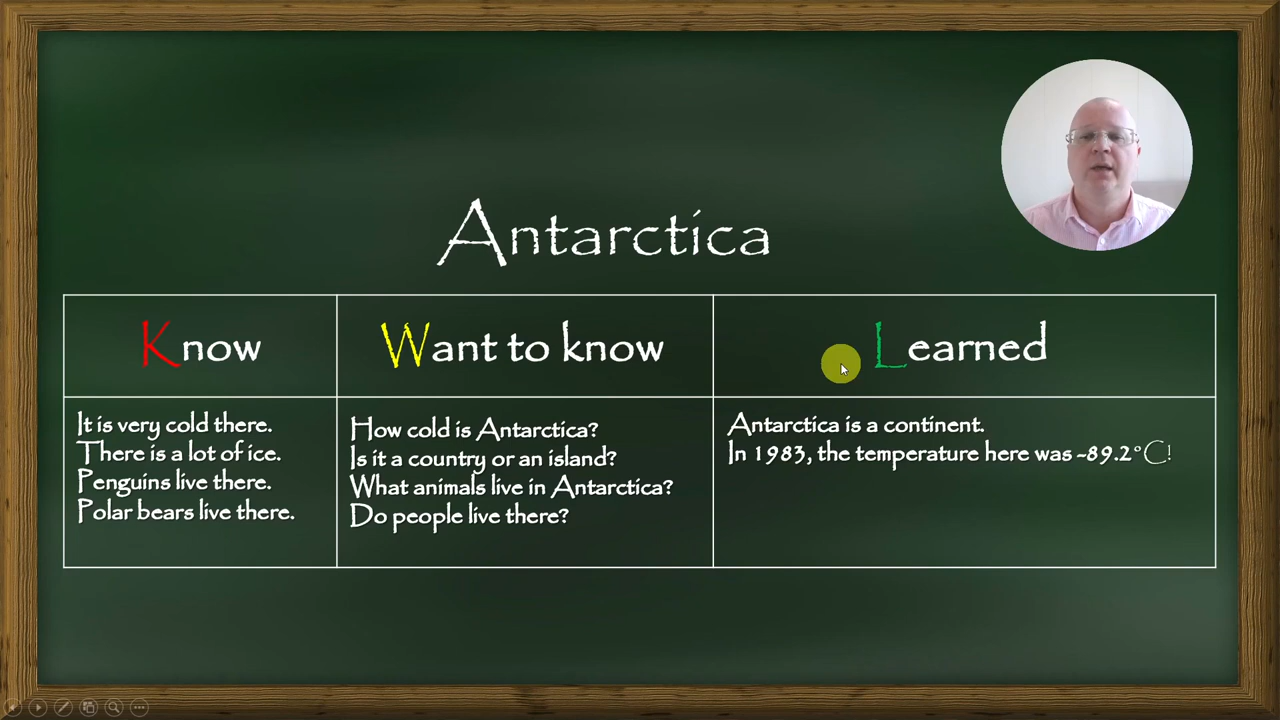 Antarctica
Know
Want to know
Learned
It is very cold there.
There is a lot of ice.
Penguins live there.
Polar bears live there.
How cold is Antarctica?
Is it a country or an island?
What animals live in Antarctica?
Do people live there?
Antarctica is a continent.
In 1983, the temperature here was -89.2°C!